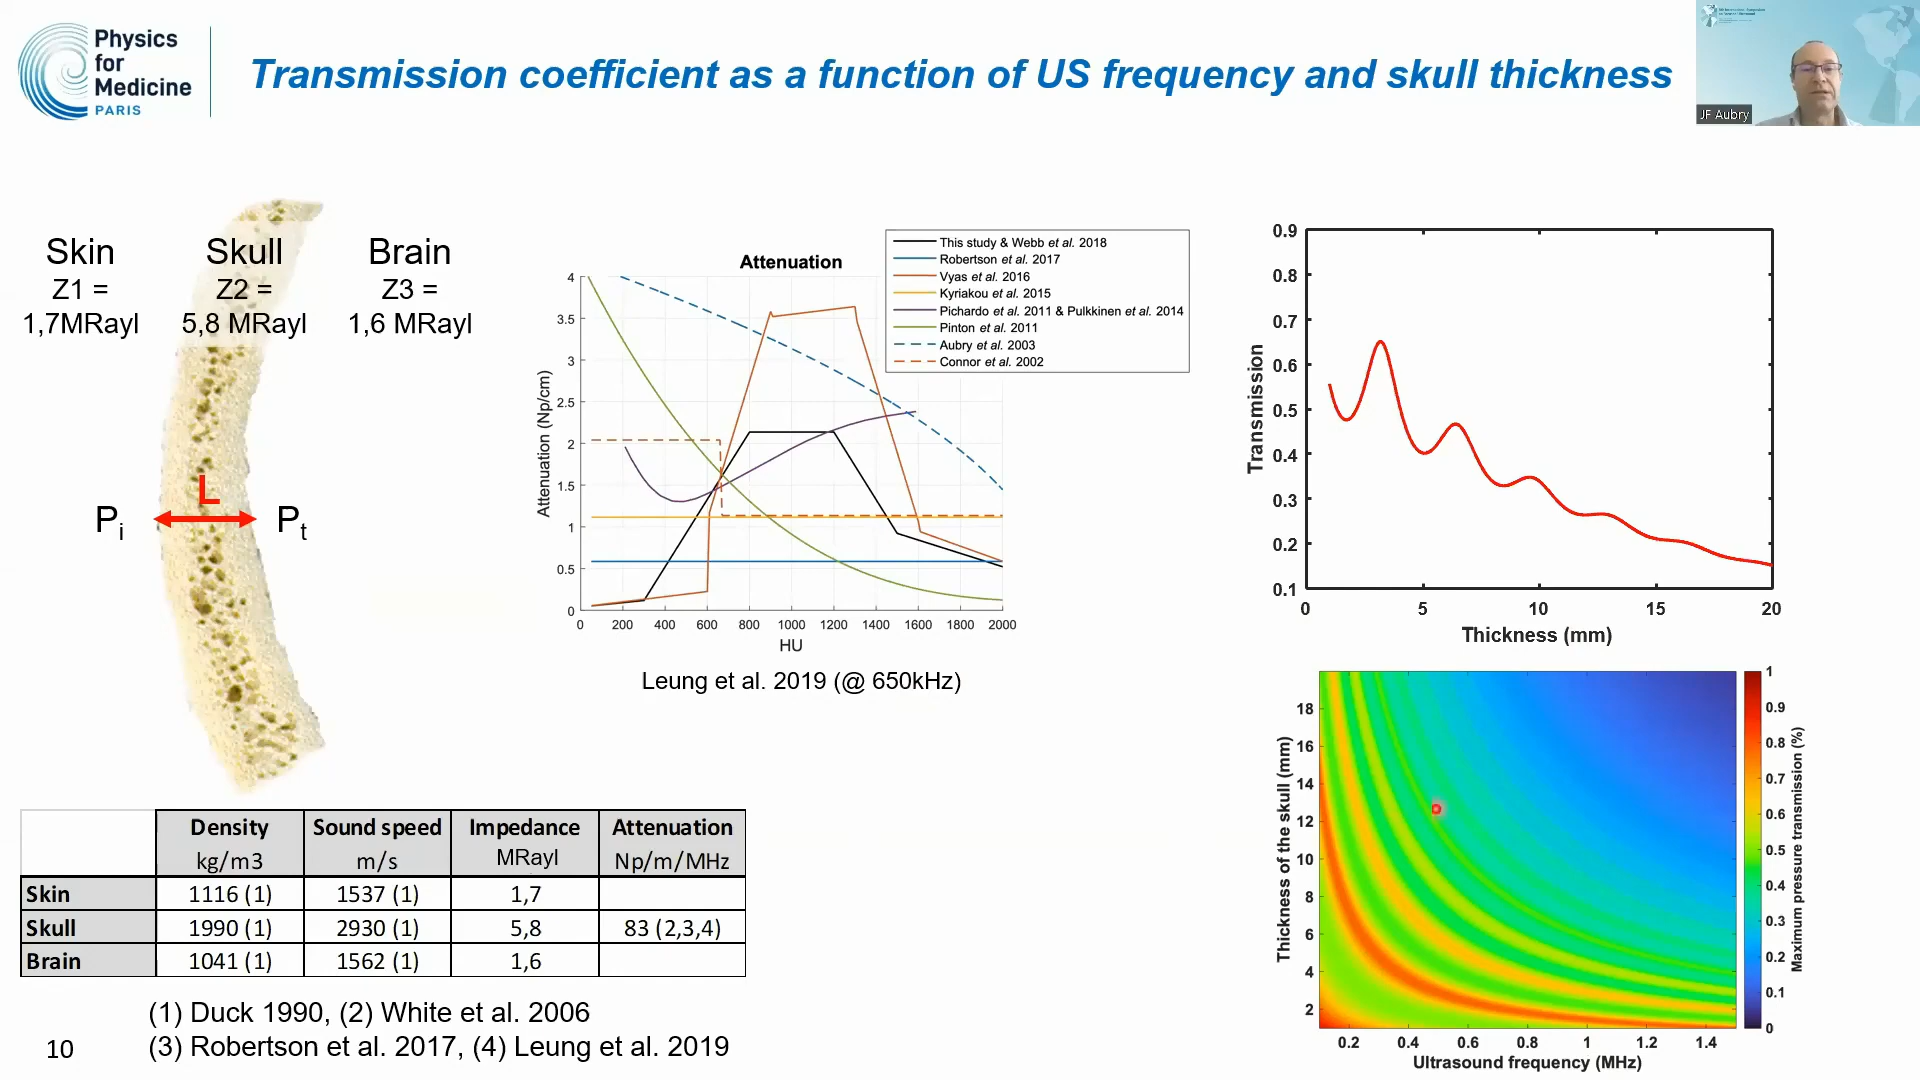 Physics
for
Medicine
PARIS
Transmission coefficient as a function of US frequency and skull thickness
JF Aubry
Skin
Z1 =
1,7MRayl
Skull
Z2 =
5,8 MRayl
Brain
Z3 =
1,6 MRayl
L
Pi
Pt
Attenuation
This study & Webb et al. 2018
Robertson et al. 2017
Vyas et al. 2016
Kyriakou et al. 2015
Pichardo et al. 2011 & Pulkkinen et al. 2014
Pinton et al. 2011
Aubry et al. 2003
Connor et al. 2002
Attenuation (Np/cm)
4
3.5
3
2.5
2
1.5
1
0.5
0
0 200 400 600 800 1000 1200 1400 1600 1800 2000
HU
Leung et al. 2019 (@ 650kHz)
Transmission
0.9
0.8
0.7
0.6
0.5
0.4
0.3
0.2
0.1
0 5 10 15 20
Thickness (mm)
Thickness of the skull (mm)
18
16
14
12
10
8
6
4
2
0.2 0.4 0.6 0.8 1 1.2 1.4
Ultrasound frequency (MHz)
1
0.9
0.8
0.7
0.6
0.5
0.4
0.3
0.2
0.1
0
Maximum pressure transmission (%)
Density kg/m3 Sound speed m/s Impedance MRayl Attenuation Np/m/MHz
Skin 1116 (1) 1537 (1) 1,7
Skull 1990 (1) 2930 (1) 5,8 83 (2,3,4)
Brain 1041 (1) 1562 (1) 1,6
(1) Duck 1990, (2) White et al. 2006
(3) Robertson et al. 2017, (4) Leung et al. 2019
10